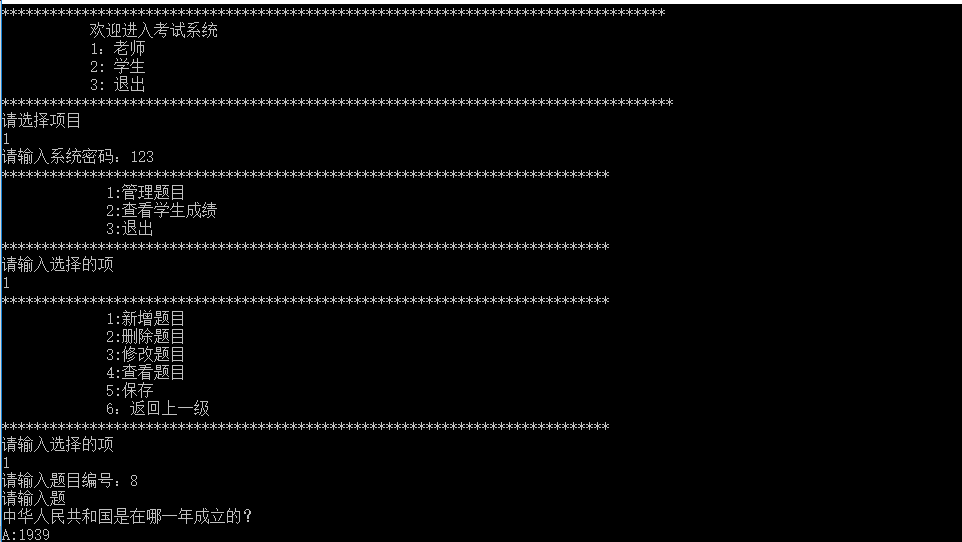 ***********************************************************************************
欢迎进入考试系统
1：老师
2: 学生
3: 退出
************************************************************************************
请选择项目
1
请输入系统密码：123
****************************************************************************
1:管理题目
2:查看学生成绩
3:退出
****************************************************************************
请输入选择的项
1
****************************************************************************
1:新增题目
2:删除题目
3:修改题目
4:查看题目
5:保存
6：返回上一级
****************************************************************************
请输入选择的项
1
请输入题目编号：8
请输入题
中华人民共和国是在哪一年成立的？
A:1939